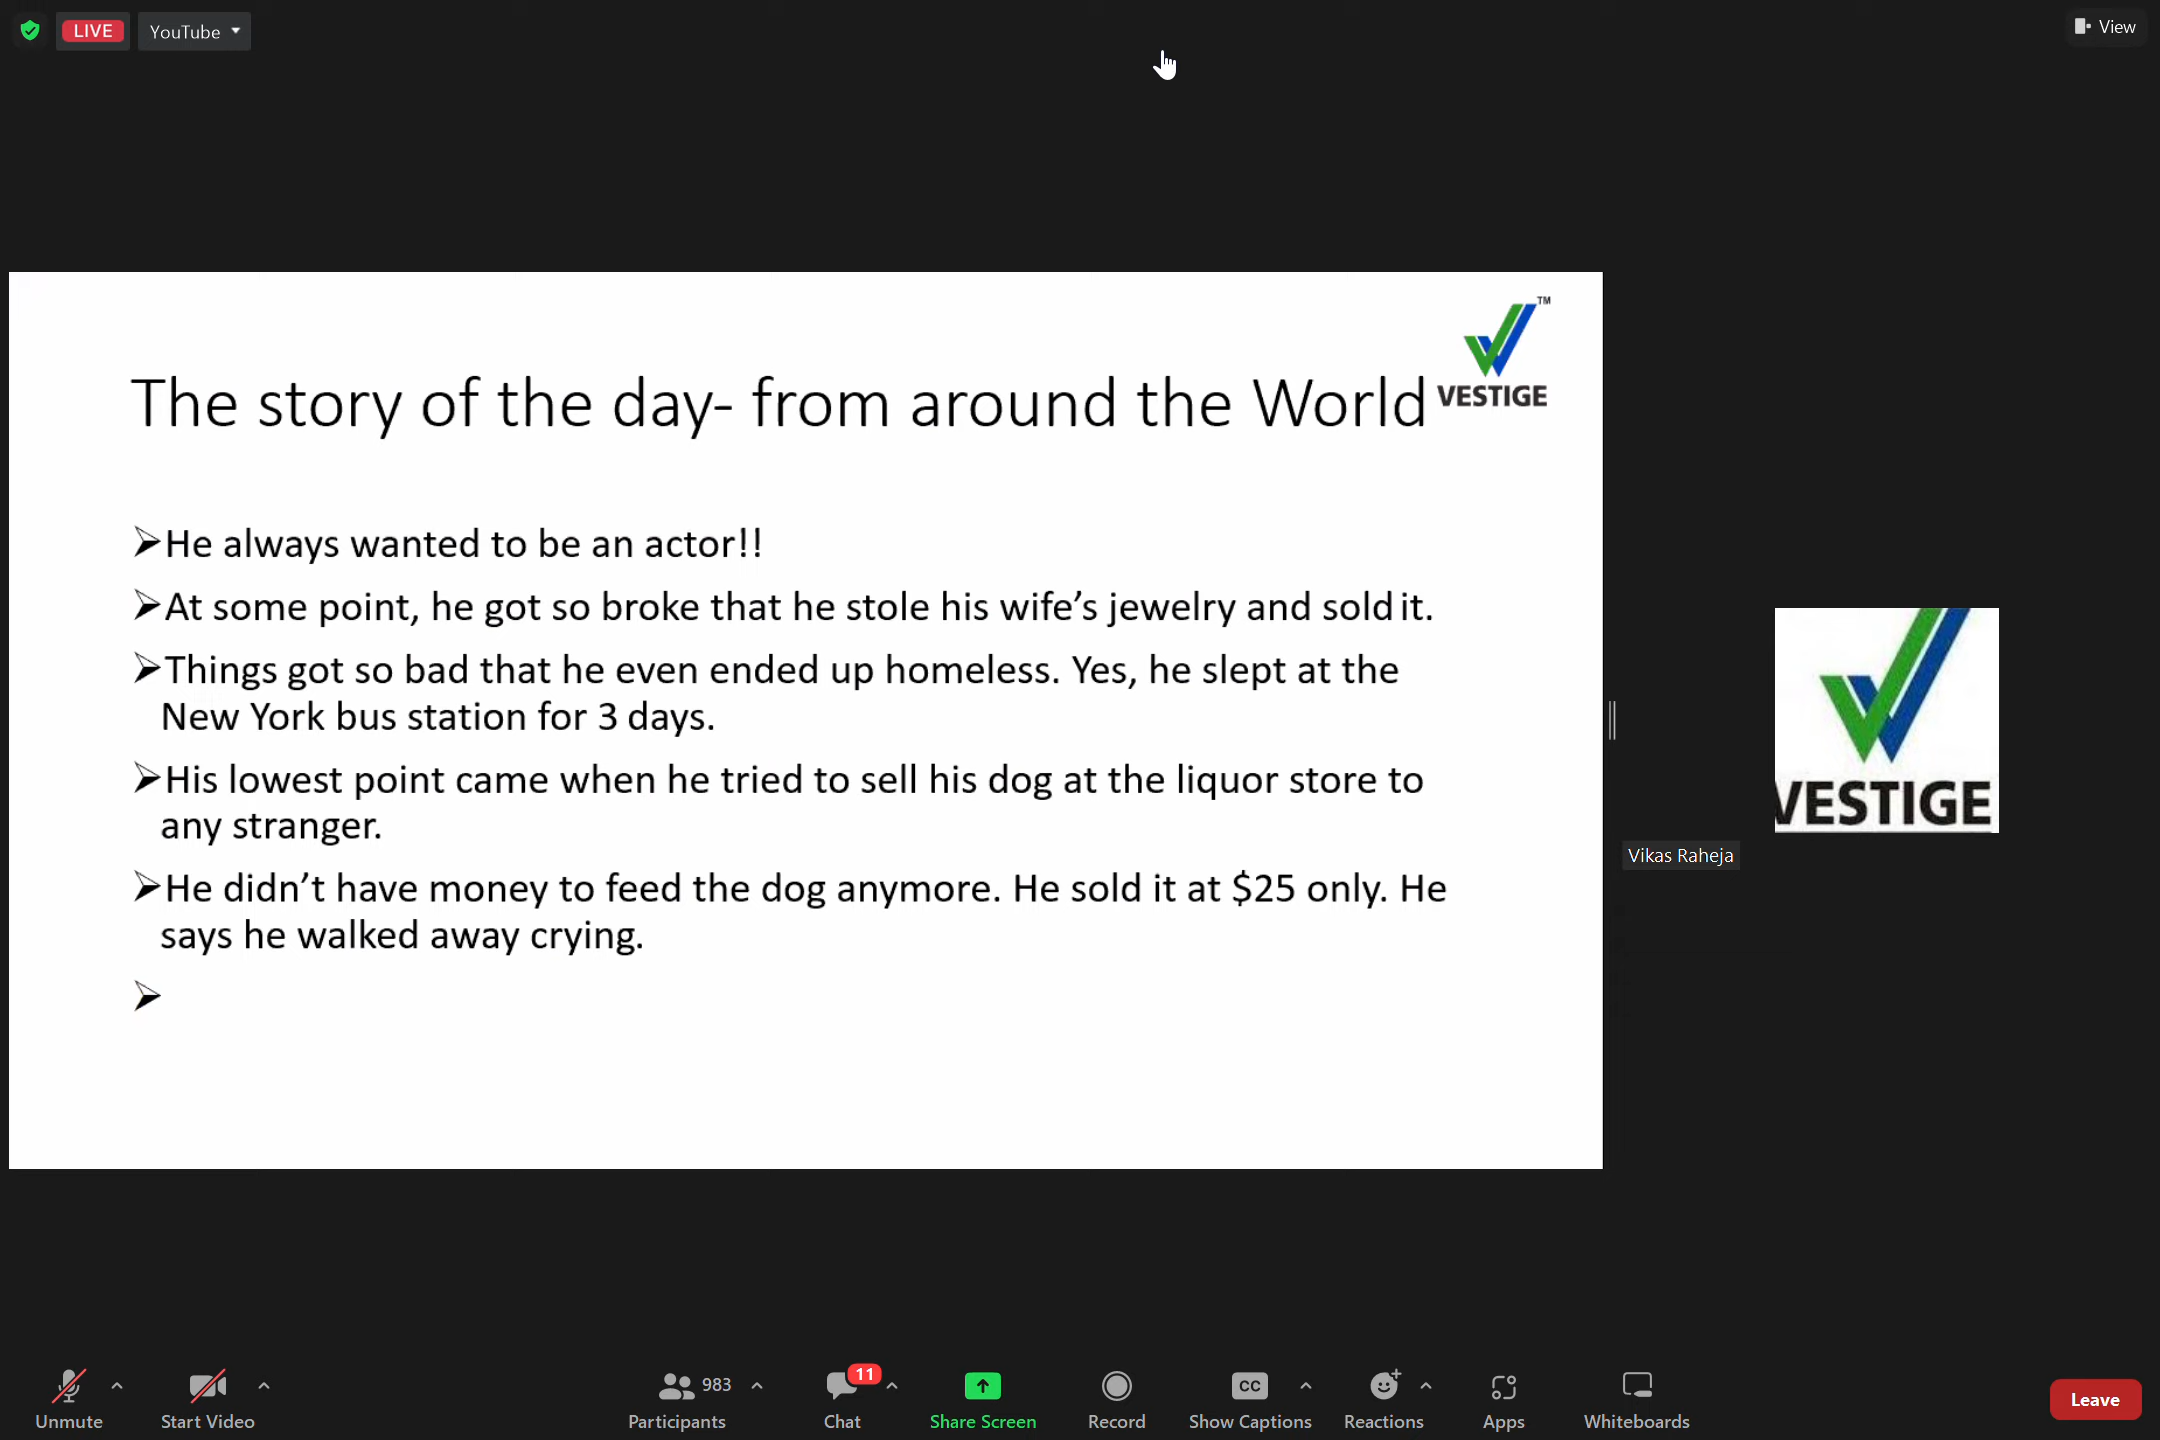 LIVE
YouTube
View
TM
VESTIGE
The story of the day- from around the World
➢He always wanted to be an actor!!
➢At some point, he got so broke that he stole his wife’s jewelry and sold it.
➢Things got so bad that he even ended up homeless. Yes, he slept at the
New York bus station for 3 days.
➢His lowest point came when he tried to sell his dog at the liquor store to
any stranger.
➢He didn’t have money to feed the dog anymore. He sold it at $25 only. He
says he walked away crying.
➢
VESTIGE
Vikas Raheja
Unmute
Start Video
983
Participants
11
Chat
Share Screen
Record
CC
Show Captions
Reactions
Apps
Whiteboards
Leave